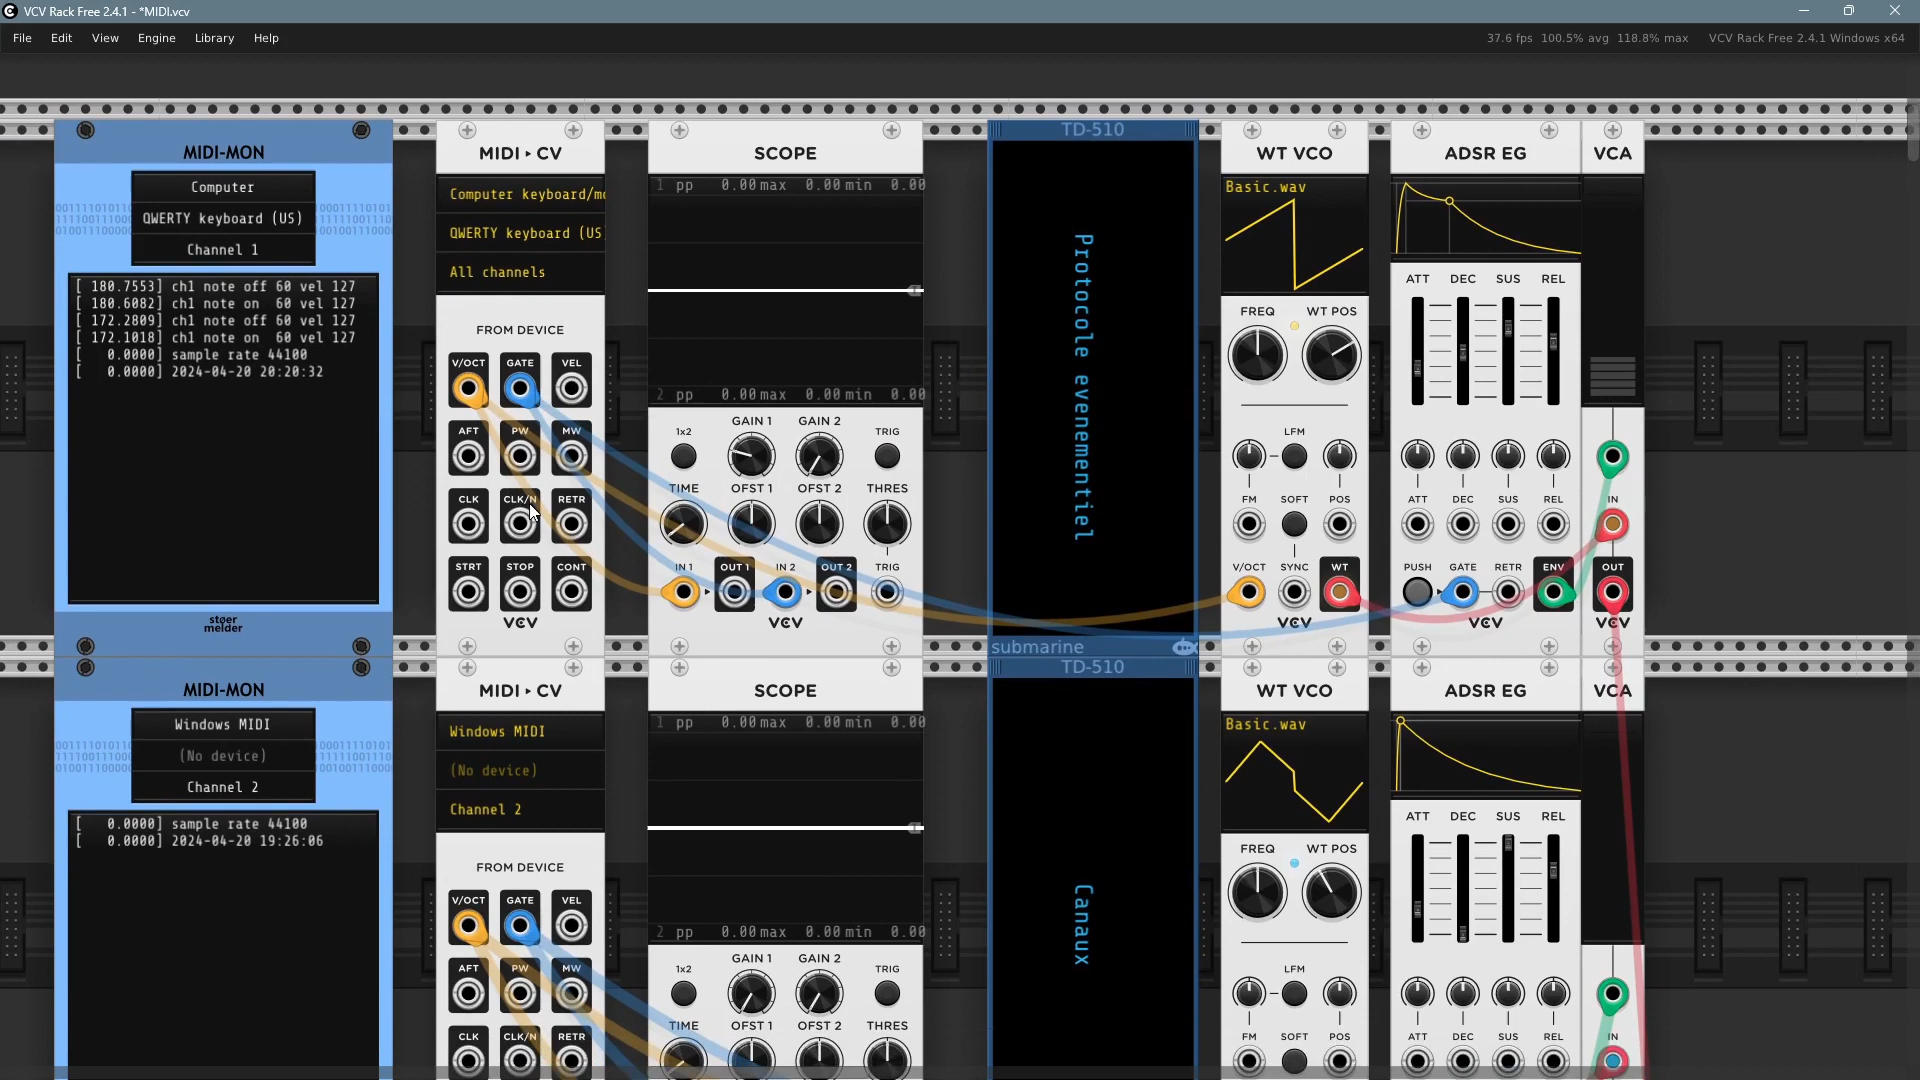 VCV Rack Free 2.4.1 - *MIDI.vcv
File Edit View Engine Library Help
37.6 fps 100.5% avg 118.8% max VCV Rack Free 2.4.1 Windows x64
MIDI-MON
Computer
QWERTY keyboard (US)
Channel 1
[ 180.7553] ch1 note off 60 vel 127
[ 180.6082] ch1 note on 60 vel 127
[ 172.2809] ch1 note off 60 vel 127
[ 172.1018] ch1 note on 60 vel 127
[ 0.0000] sample rate 44100
[ 0.0000] 2024-04-20 20:20:32
støer
melder
MIDI ▸ CV
Computer keyboard/mo
QWERTY keyboard (US
All channels
FROM DEVICE
V/OCT GATE VEL
AFT PW MW
CLK CLK/N RETR
STRT STOP CONT
VCV
SCOPE
1 pp 0.00 max 0.00 min 0.00
2 pp 0.00 max 0.00 min 0.00
1x2 GAIN 1 GAIN 2 TRIG
TIME OFST 1 OFST 2 THRES
IN 1 OUT 1 IN 2 OUT 2 TRIG
VCV
TD-510
Protocole evenementiel
submarine
WT VCO
Basic.wav
FREQ WT POS
LFM
FM SOFT POS
V/OCT SYNC WT
VCV
ADSR EG
ATT DEC SUS REL
ATT DEC SUS REL
PUSH GATE RETR ENV
VCV
VCA
IN
OUT
VCV
MIDI-MON
Windows MIDI
(No device)
Channel 2
[ 0.0000] sample rate 44100
[ 0.0000] 2024-04-20 19:26:06
MIDI ▸ CV
Windows MIDI
(No device)
Channel 2
FROM DEVICE
V/OCT GATE VEL
AFT PW MW
CLK CLK/N RETR
SCOPE
1 pp 0.00 max 0.00 min 0.00
2 pp 0.00 max 0.00 min 0.00
1x2 GAIN 1 GAIN 2 TRIG
TIME OFST 1 OFST 2 THRES
TD-510
Canaux
WT VCO
Basic.wav
FREQ WT POS
LFM
FM SOFT POS
ADSR EG
ATT DEC SUS REL
ATT DEC SUS REL
VCA
IN